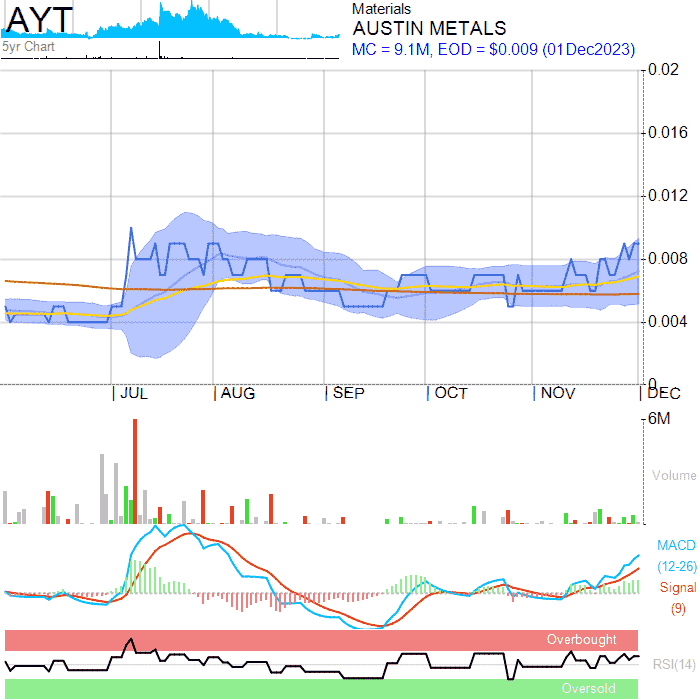 AYT
5yr Chart
Materials
AUSTIN METALS
MC = 9.1M, EOD = $0.009 (01Dec2023)
0.02
0.016
0.012
0.008
0.004
0
JUL
AUG
SEP
OCT
NOV
DEC
6M
Volume
MACD
(12-26)
Signal
(9)
Overbought
RSI(14)
Oversold